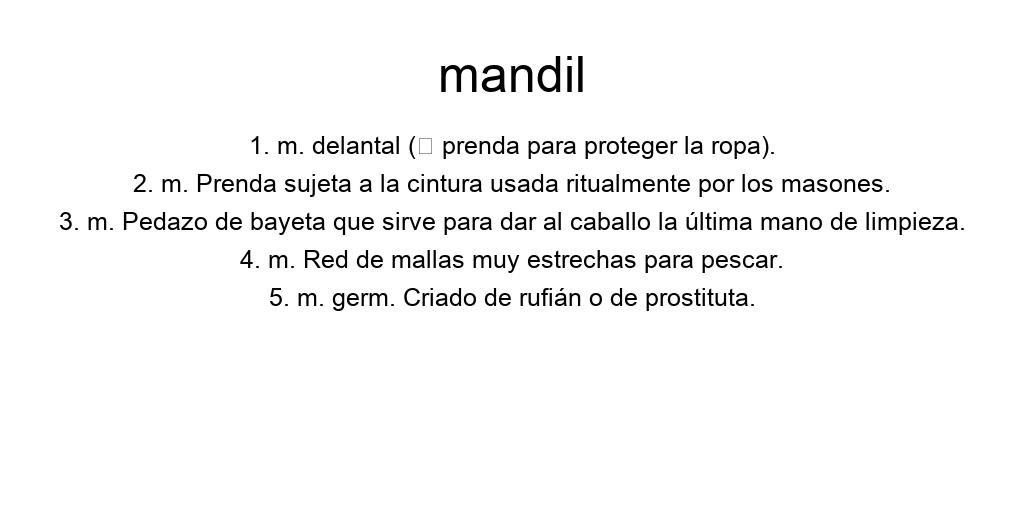 mandil
1. m. delantal (▯ prenda para proteger la ropa).
2. m. Prenda sujeta a la cintura usada ritualmente por los masones.
3. m. Pedazo de bayeta que sirve para dar al caballo la última mano de limpieza.
4. m. Red de mallas muy estrechas para pescar.
5. m. germ. Criado de rufián o de prostituta.